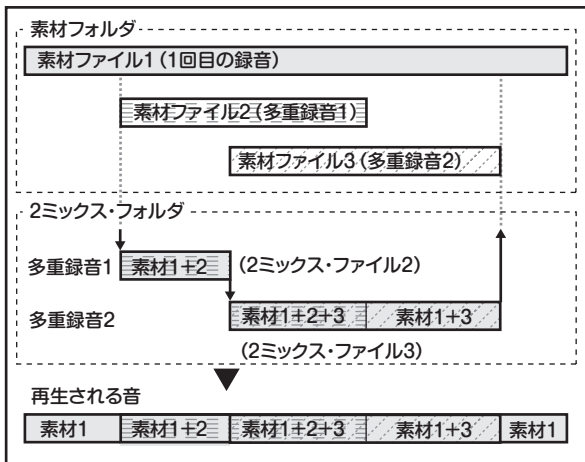 素材フォルダ
素材ファイル1（1回目の録音）
素材ファイル2（多重録音1）
素材ファイル3（多重録音2）
2ミックス・フォルダ
多重録音1 素材1+2 （2ミックス・ファイル2）
多重録音2 素材1+2+3 素材1+3
（2ミックス・ファイル3）
再生される音
素材1 素材1+2 素材1+2+3 素材1+3 素材1